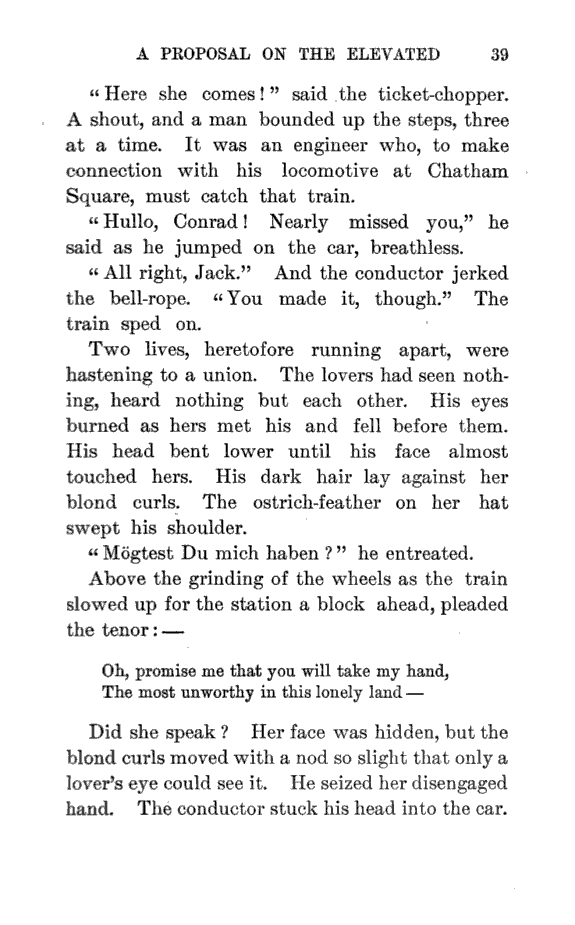 A PROPOSAL ON THE ELEVATED 39
“Here she comes!” said the ticket-chopper.
A shout, and a man bounded up the steps, three
at a time. It was an engineer who, to make
connection with his locomotive at Chatham
Square, must catch that train.
“Hullo, Conrad! Nearly missed you,” he
said as he jumped on the car, breathless.
“All right, Jack.” And the conductor jerked
the bell-rope. “You made it, though.” The
train sped on.
Two lives, heretofore running apart, were
hastening to a union. The lovers had seen noth-
ing, heard nothing but each other. His eyes
burned as hers met his and fell before them.
His head bent lower until his face almost
touched hers. His dark hair lay against her
blond curls. The ostrich-feather on her hat
swept his shoulder.
“Mögtest Du mich haben?” he entreated.
Above the grinding of the wheels as the train
slowed up for the station a block ahead, pleaded
the tenor:—
Oh, promise me that you will take my hand,
The most unworthy in this lonely land—
Did she speak? Her face was hidden, but the
blond curls moved with a nod so slight that only a
lover’s eye could see it. He seized her disengaged
hand. The conductor stuck his head into the car.